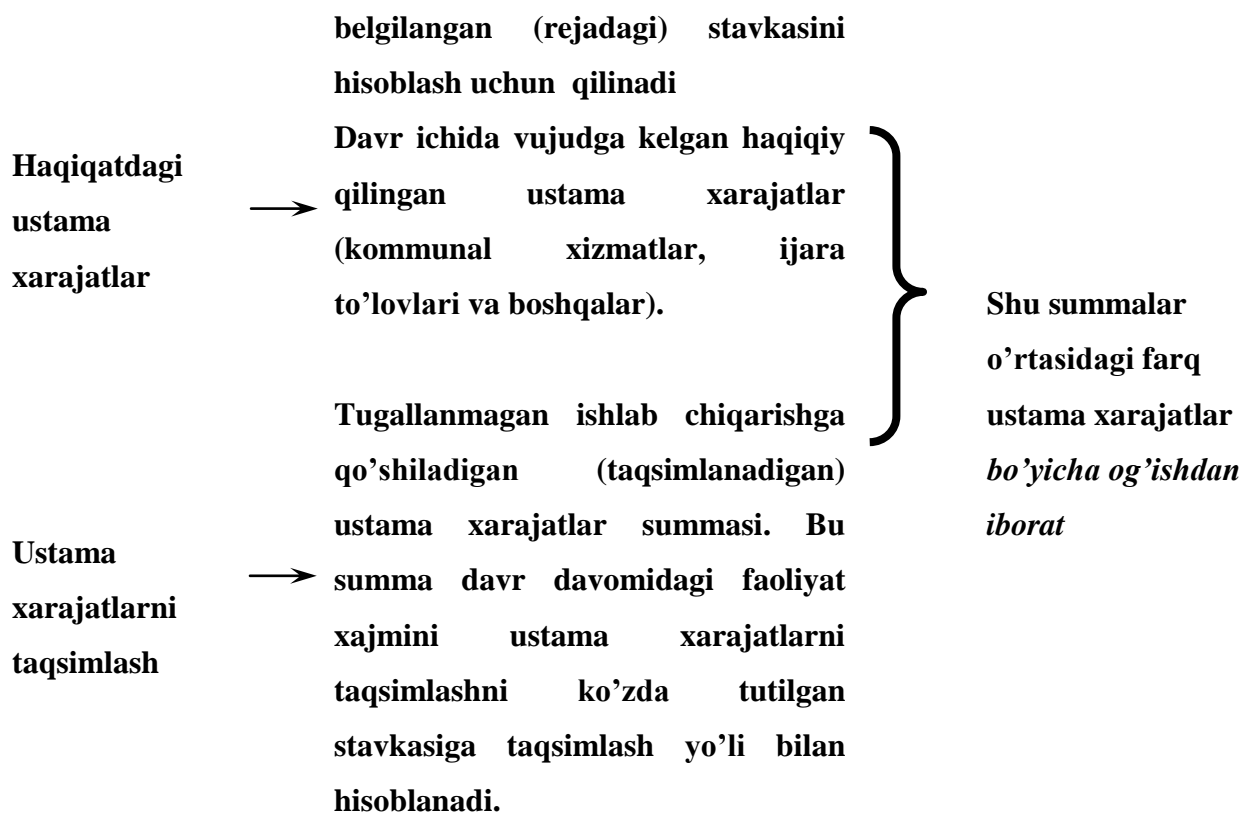 belgilangan (rejadagi) stavkasini
hisoblash uchun qilinadi
Haqiqatdagi
ustama
xarajatlar
Davr ichida vujudga kelgan haqiqiy
qilingan ustama xarajatlar
(kommunal xizmatlar, ijara
to’lovlari va boshqalar).
Ustama
xarajatlarni
taqsimlash
Tugallanmagan ishlab chiqarishga
qo’shiladigan (taqsimlanadigan)
ustama xarajatlar summasi. Bu
summa davr davomidagi faoliyat
xajmini ustama xarajatlarni
taqsimlashni ko’zda tutilgan
stavkasiga taqsimlash yo’li bilan
hisoblanadi.
Shu summalar
o’rtasidagi farq
ustama xarajatlar
bo’yicha og’ishdan
iborat